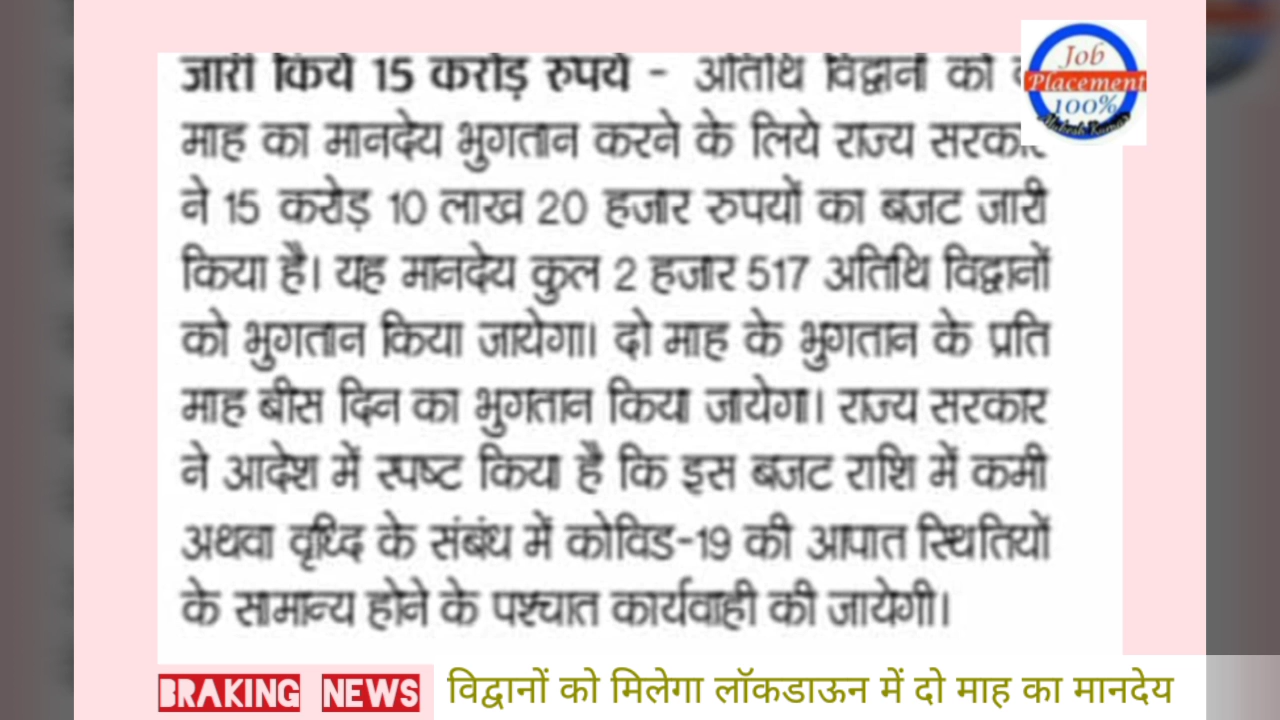 जारी किये 15 करोड़ रुपये - अतिथि विद्वानों को
माह का मानदेय भुगतान करने के लिये राज्य सरकार
ने 15 करोड़ 10 लाख 20 हजार रुपयों का बजट जारी
किया है। यह मानदेय कुल 2 हजार 517 अतिथि विद्वानों
को भुगतान किया जायेगा। दो माह के भुगतान के प्रति
माह बीस दिन का भुगतान किया जायेगा। राज्य सरकार
ने आदेश में स्पष्ट किया है कि इस बजट राशि में कमी
अथवा वृध्दि के संबंध में कोविड-19 की आपात स्थितियों
के सामान्य होने के पश्चात कार्यवाही की जायेगी।
Job
Placement
100%
Mukesh Kumar
BRAKING NEWS विद्वानों को मिलेगा लॉकडाऊन में दो माह का मानदेय